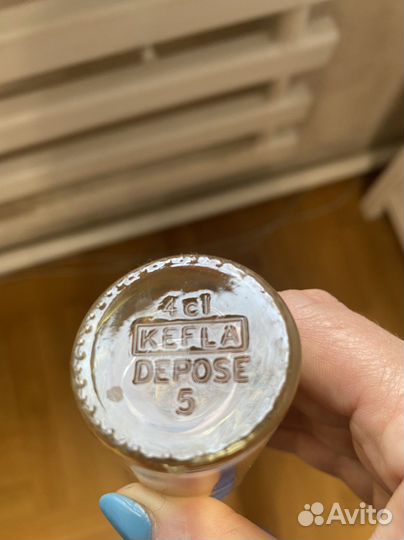 4cl
KEFLA
DEPOSE
5
Avito